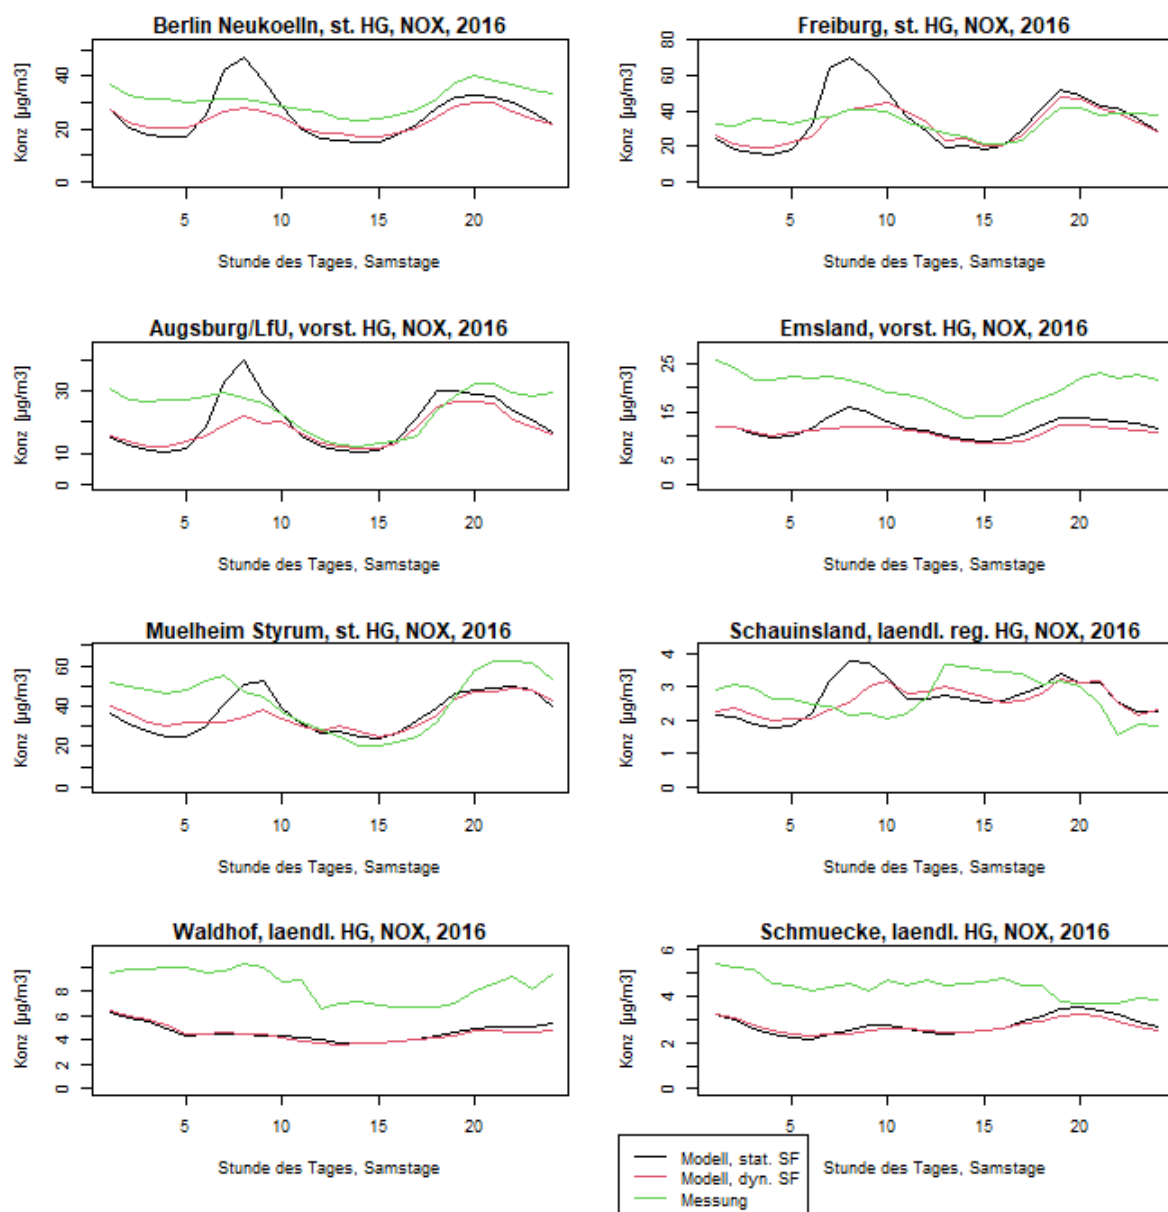 Berlin Neukoelln, st. HG, NOX, 2016
Konz [µg/m3]
0 20 40
5 10 15 20
Stunde des Tages, Samstage
Freiburg, st. HG, NOX, 2016
Konz [µg/m3]
0 20 40 60 80
5 10 15 20
Stunde des Tages, Samstage
Augsburg/LfU, vorst. HG, NOX, 2016
Konz [µg/m3]
0 10 30
5 10 15 20
Stunde des Tages, Samstage
Emsland, vorst. HG, NOX, 2016
Konz [µg/m3]
0 5 15 25
5 10 15 20
Stunde des Tages, Samstage
Muelheim Styrum, st. HG, NOX, 2016
Konz [µg/m3]
0 20 40 60
5 10 15 20
Stunde des Tages, Samstage
Schauinsland, laendl. reg. HG, NOX, 2016
Konz [µg/m3]
0 1 2 3 4
5 10 15 20
Stunde des Tages, Samstage
Waldhof, laendl. HG, NOX, 2016
Konz [µg/m3]
0 2 4 6 8
5 10 15 20
Stunde des Tages, Samstage
Schmuecke, laendl. HG, NOX, 2016
Konz [µg/m3]
0 2 4 6
5 10 15 20
Stunde des Tages, Samstage
Modell, stat. SF
Modell, dyn. SF
Messung